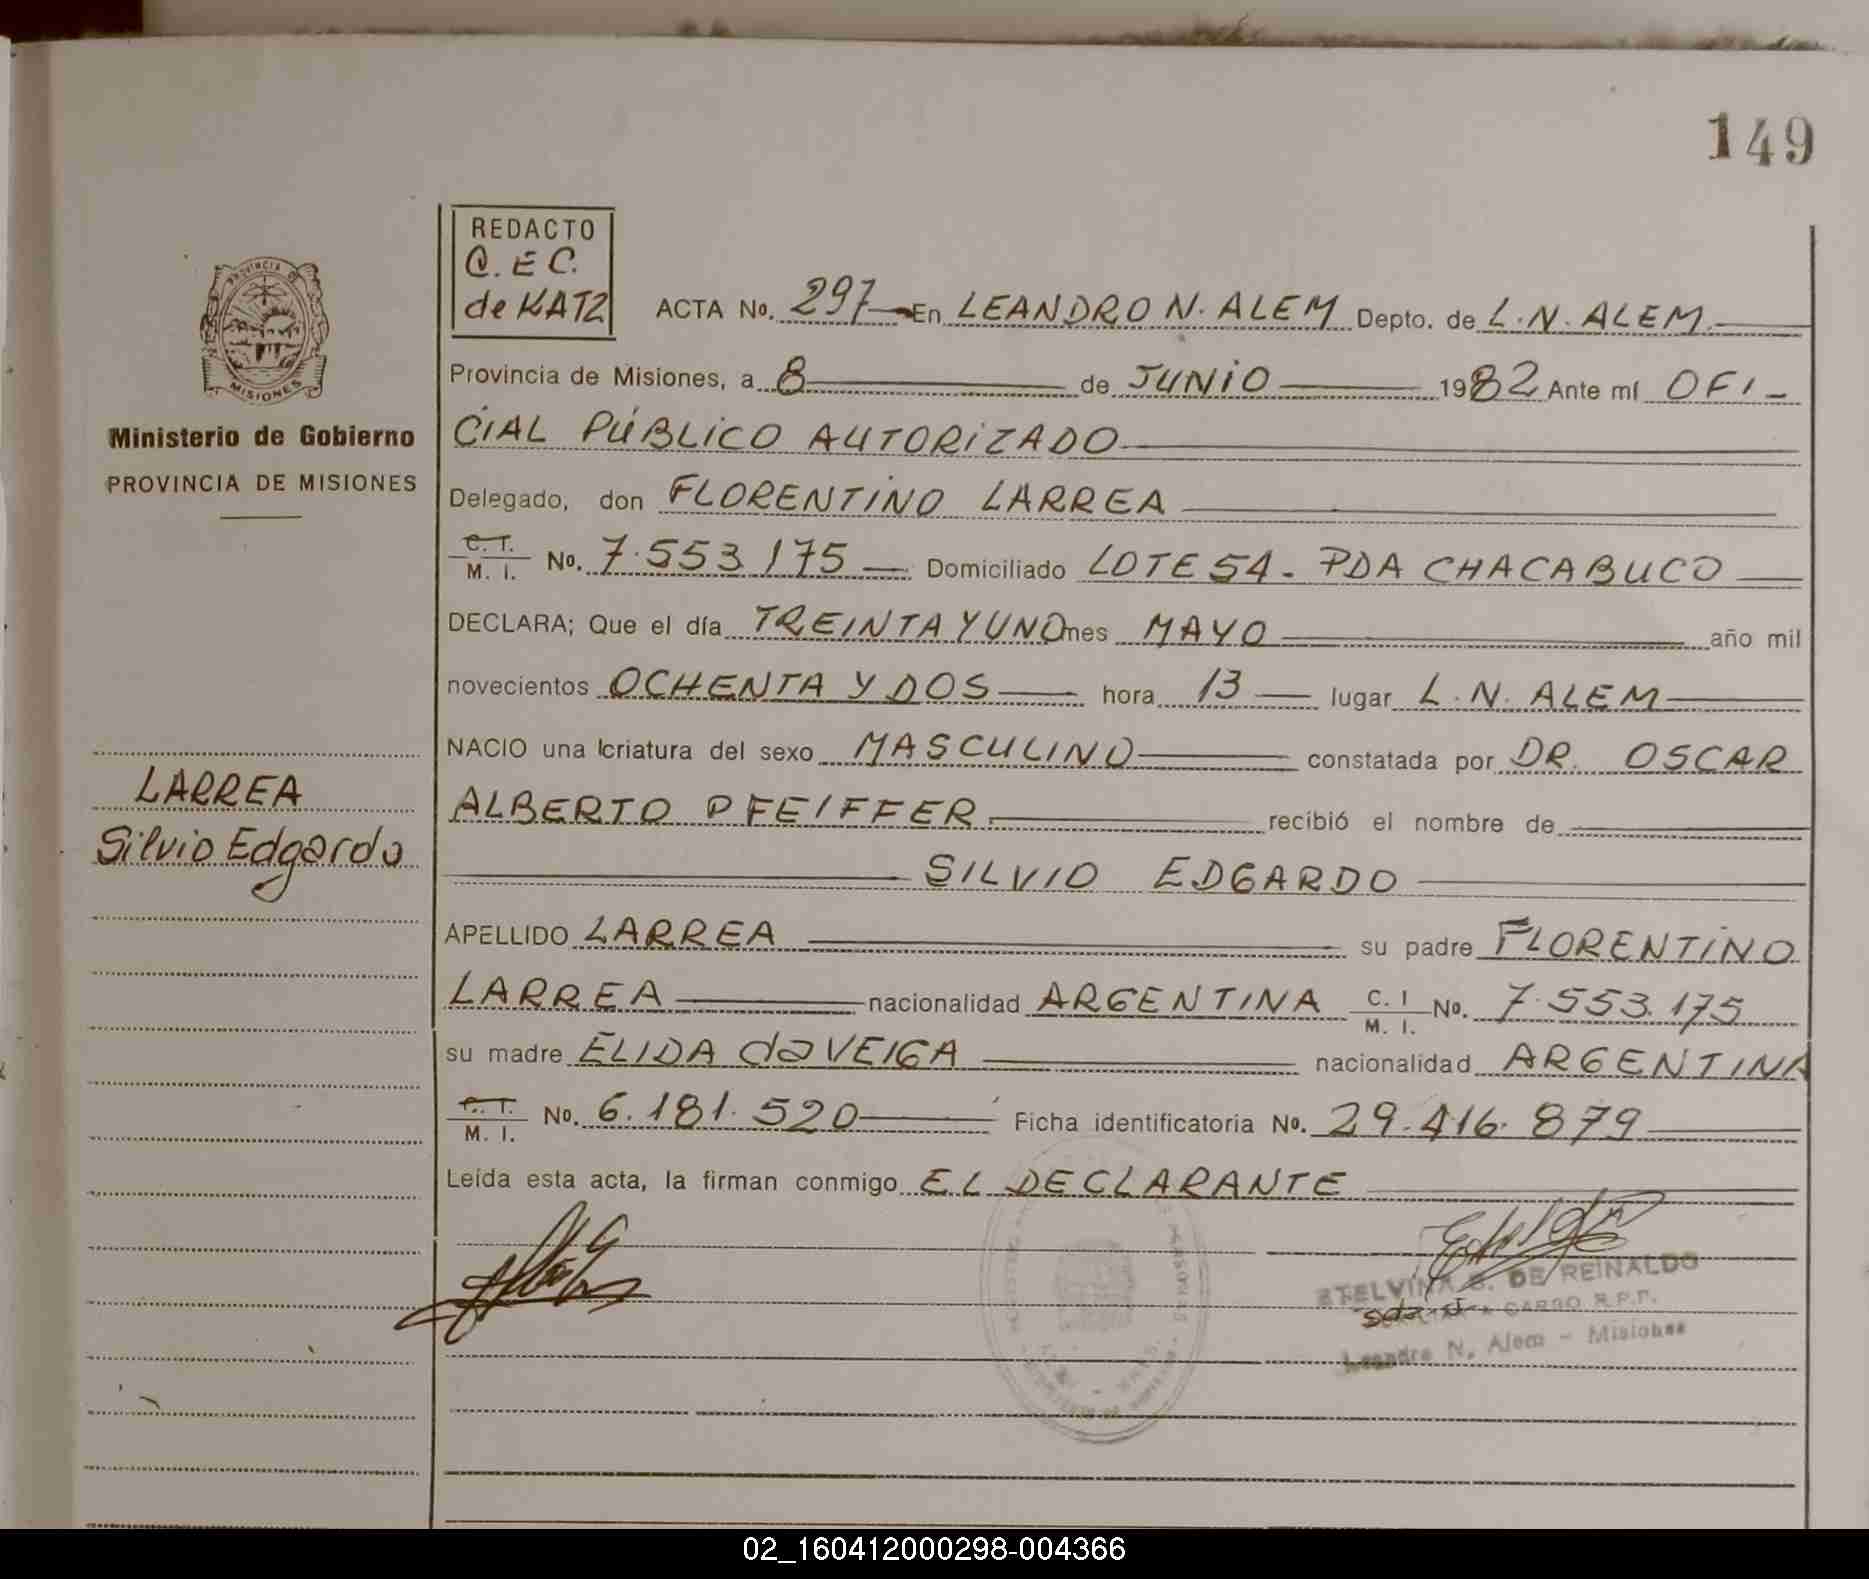 149
REDACTO
C. E C.
de KATZ
ACTA No. 297 En LEANDRO N. ALEM Depto. de L. N. ALEM
Provincia de Misiones, a 8 de JUNIO 1982 Ante mí OFI-
CIAL PÚBLICO AUTORIZADO
Delegado, don FLORENTINO LARREA
C. I. M. I. No. 7.553.175 Domiciliado LOTE 54 - PDA CHACABUCO
DECLARA; Que el día TREINTA Y UNO mes MAYO año mil
novecientos OCHENTA Y DOS hora 13 lugar L. N. ALEM
NACIO una criatura del sexo MASCULINO constatada por DR. OSCAR
ALBERTO PFEIFFER recibió el nombre de
SILVIO EDGARDO
APELLIDO LARREA su padre FLORENTINO
LARREA nacionalidad ARGENTINA C. I M. I. No. 7.553.175
su madre ELIDA da VEIGA nacionalidad ARGENTINA
C. I. M. I. No. 6.181.520 Ficha identificatoria No. 29.416.879
Leída esta acta, la firman conmigo EL DECLARANTE
PROVINCIA DE
MISIONES
Ministerio de Gobierno
PROVINCIA DE MISIONES
LARREA
Silvio Edgardo
ETELVINA B. DE REINALDO
A CARGO R.P.P.
Leandro N. Alem - Misiones
02_160412000298-004366